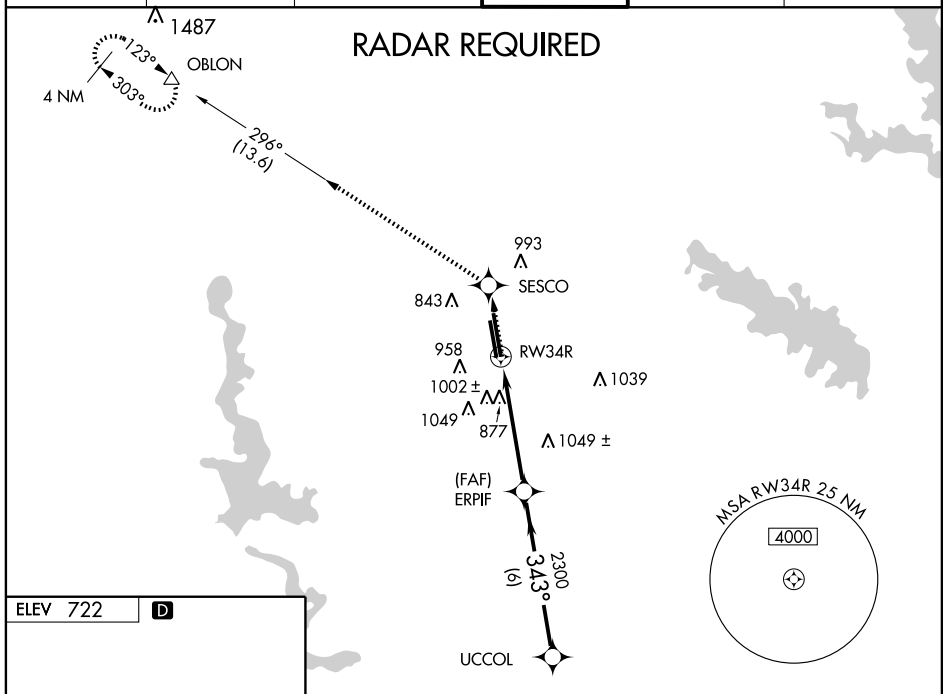 1487
RADAR REQUIRED
123°
OBLON
4 NM
303°
296°
(13.6)
993
SESCO
843
958
RW34R
1002 ±
1039
1049
877
1049 ±
(FAF)
ERPIF
MSA RW34R 25 NM
4000
2300
343°
(6)
ELEV 722 D
UCCOL